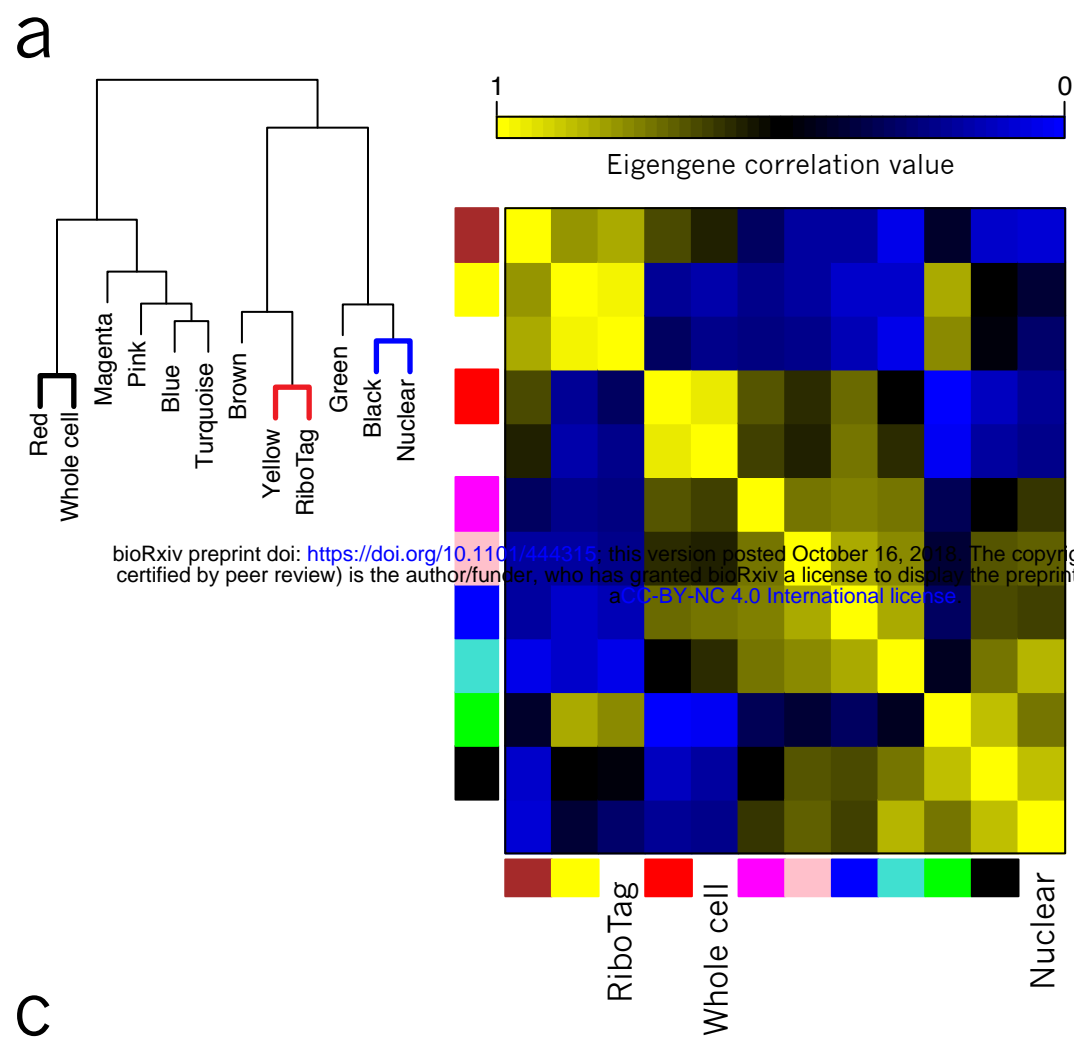 a
1
0
Eigengene correlation value
Red
Whole cell
Magenta
Pink
Blue
Turquoise
Brown
Yellow
RiboTag
Green
Black
Nuclear
bioRxiv preprint doi: https://doi.org/10.1101/444315; this version posted October 16, 2018. The
certified by peer review) is the author/funder, who has granted bioRxiv a license to display the preprint
aCC-BY-NC 4.0 International license.
RiboTag
Whole cell
Nuclear
c